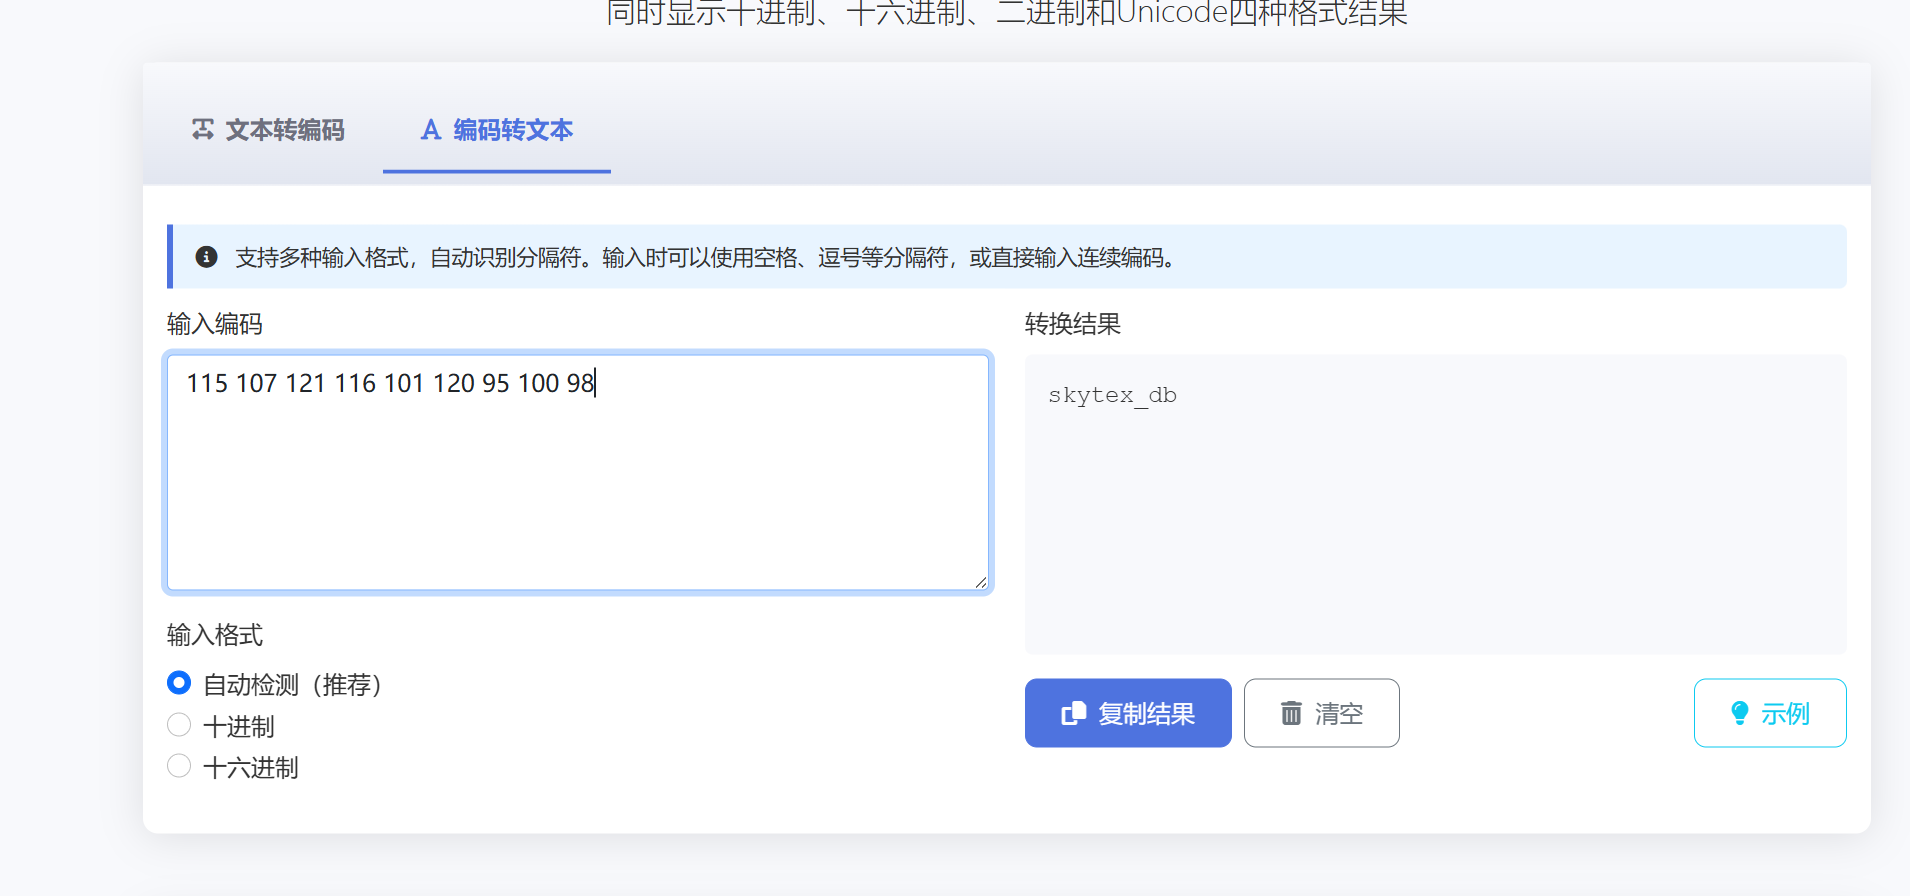 同时显示十进制、十六进制、二进制和Unicode四种格式结果
文本转编码
编码转文本
支持多种输入格式，自动识别分隔符。输入时可以使用空格、逗号等分隔符，或直接输入连续编码。
输入编码
转换结果
115 107 121 116 101 120 95 100 98
skytex_db
输入格式
自动检测（推荐）
十进制
十六进制
复制结果
清空
示例